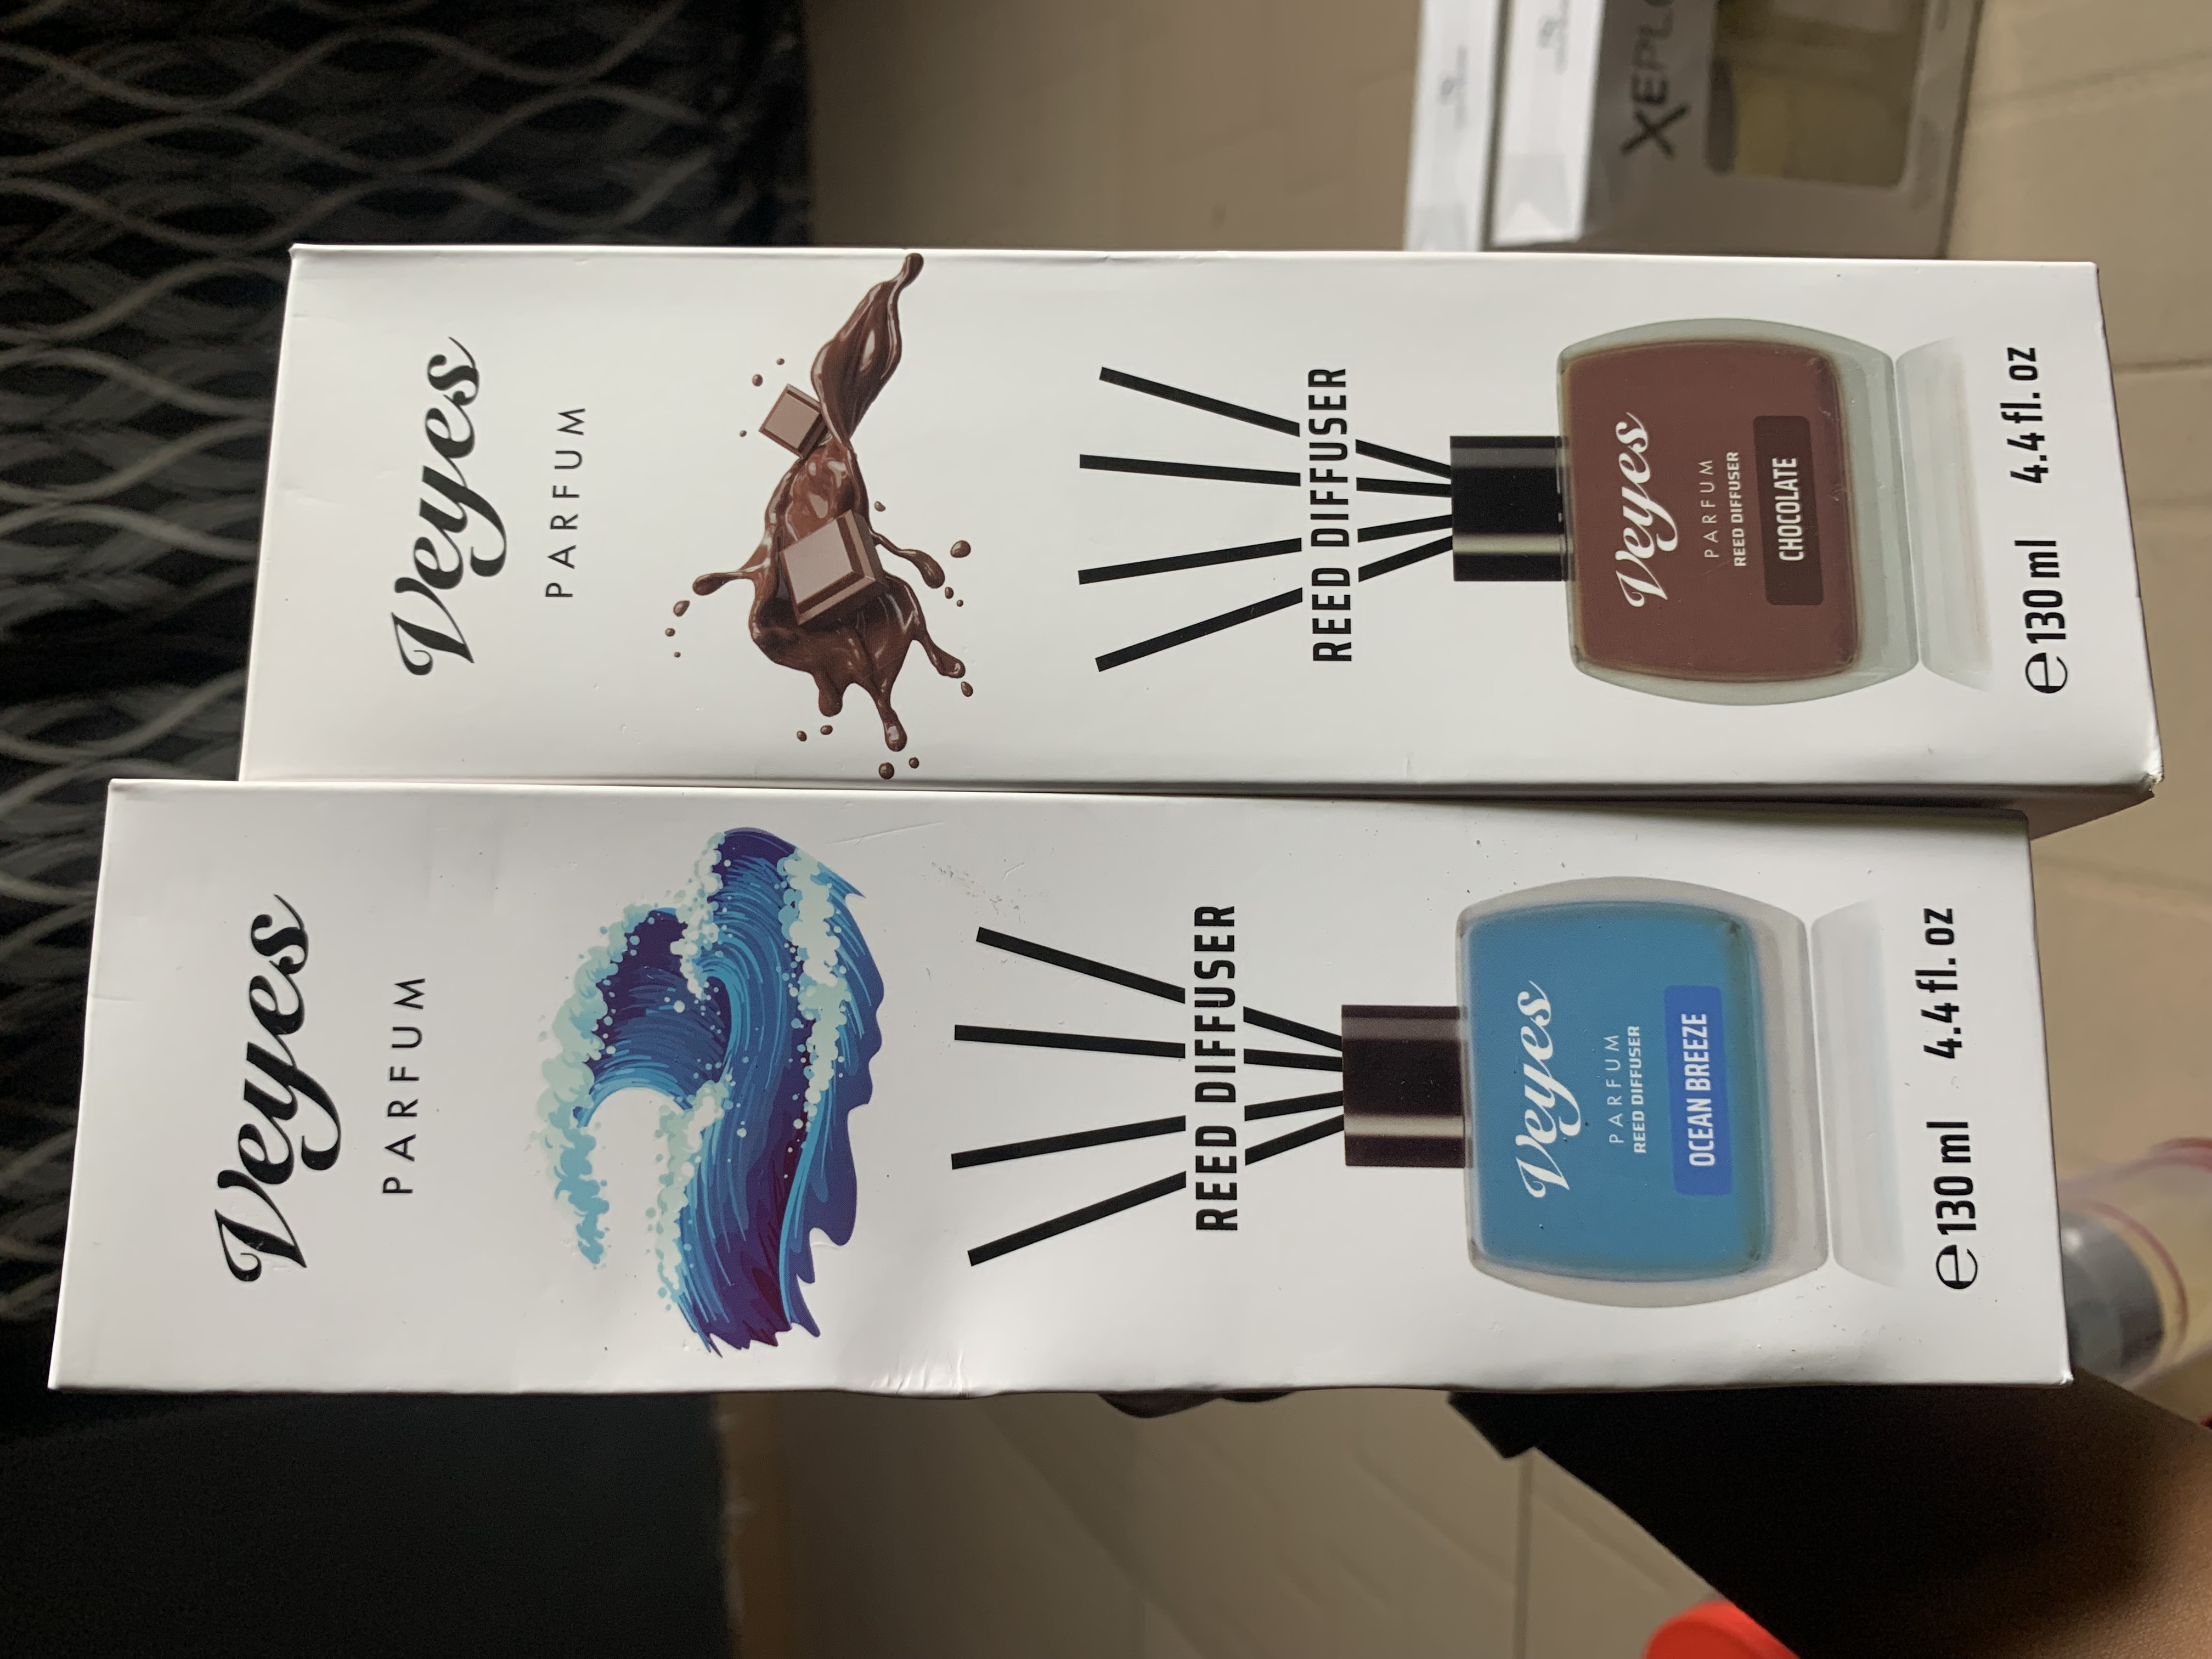 Veyes
PARFUM
REED DIFFUSER
Veyes
PARFUM
REED DIFFUSER
CHOCOLATE
℮130 ml 4.4 fl. oz
Veyes
PARFUM
REED DIFFUSER
Veyes
PARFUM
REED DIFFUSER
OCEAN BREEZE
℮130 ml 4.4 fl. oz